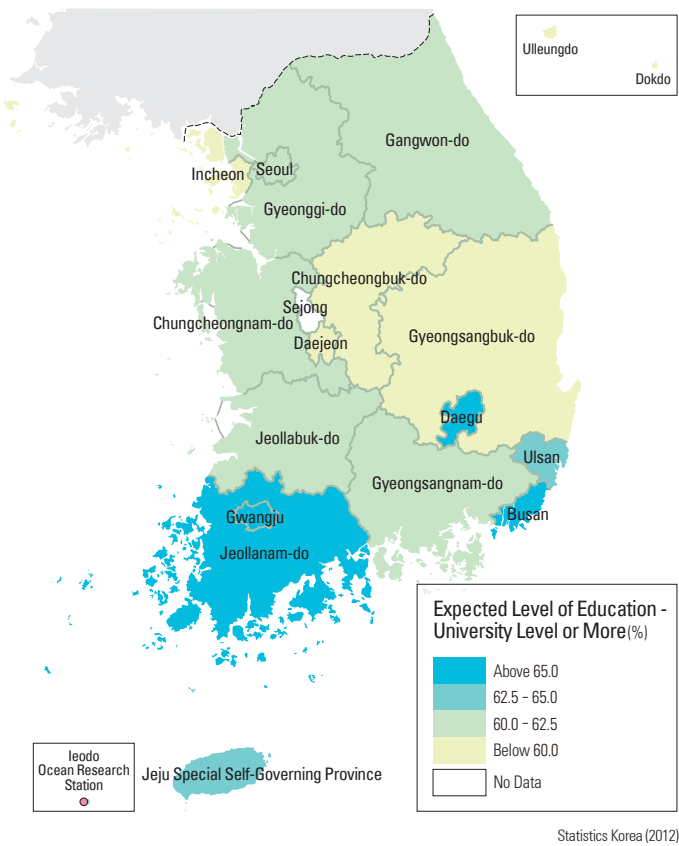 Ulleungdo
Dokdo
Gangwon-do
Incheon
Seoul
Gyeonggi-do
Chungcheongbuk-do
Sejong
Chungcheongnam-do
Daejeon
Gyeongsangbuk-do
Daegu
Jeollabuk-do
Ulsan
Gyeongsangnam-do
Busan
Gwangju
Jeollanam-do
Expected Level of Education -
University Level or More(%)
Above 65.0
62.5 - 65.0
60.0 - 62.5
Below 60.0
No Data
Ieodo
Ocean Research
Station
Jeju Special Self-Governing Province
Statistics Korea (2012)